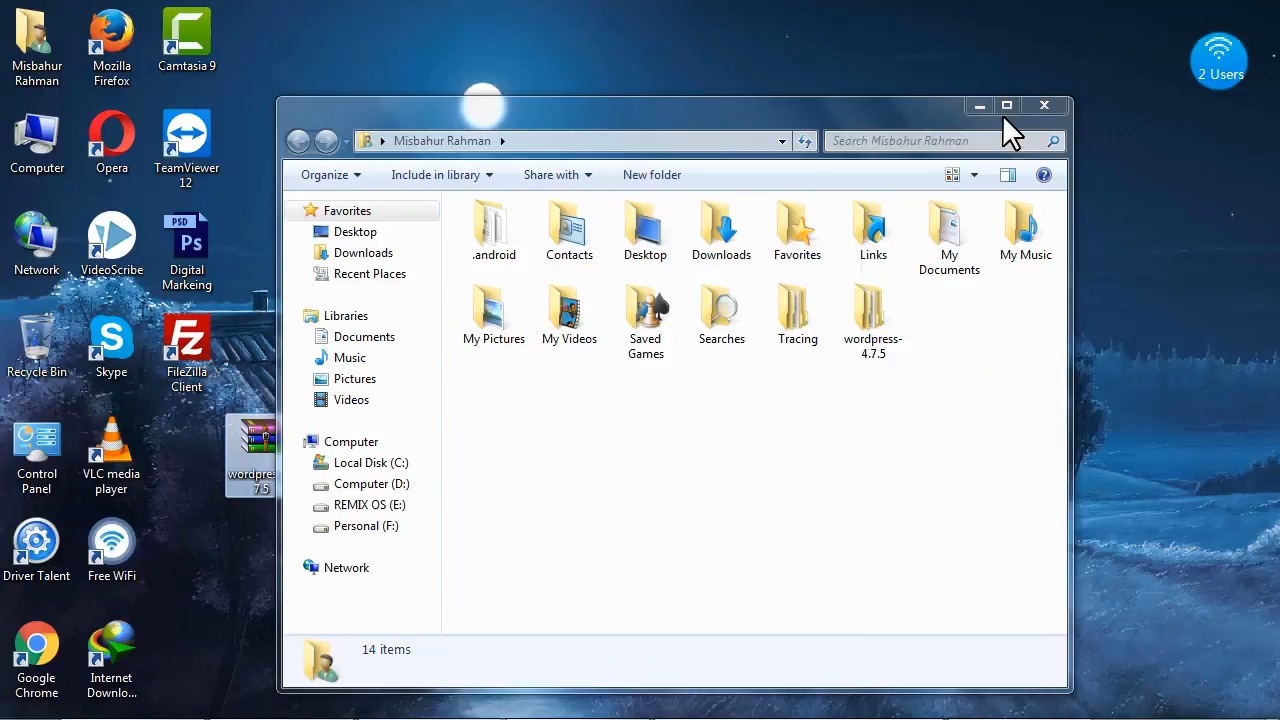 Misbahur
Rahman
Mozilla
Firefox
Camtasia 9
Computer
Opera
TeamViewer
12
Network
VideoScribe
PSD
Ps
Digital
Markeing
Recycle Bin
Skype
FileZilla
Client
Control
Panel
VLC media
player
7.5
Driver Talent
Free WiFi
Google
Chrome
Internet
Downlo...
2 Users
Misbahur Rahman
Search Misbahur Rahman
Organize
Include in library
Share with
New folder
Favorites
Desktop
Downloads
Recent Places
Libraries
Documents
Music
Pictures
Videos
Computer
Local Disk (C:)
Computer (D:)
REMIX OS (E:)
Personal (F:)
Network
.android
Contacts
Desktop
Downloads
Favorites
Links
My
Documents
My Music
My Pictures
My Videos
Saved
Games
Searches
Tracing
wordpress-
4.7.5
14 items